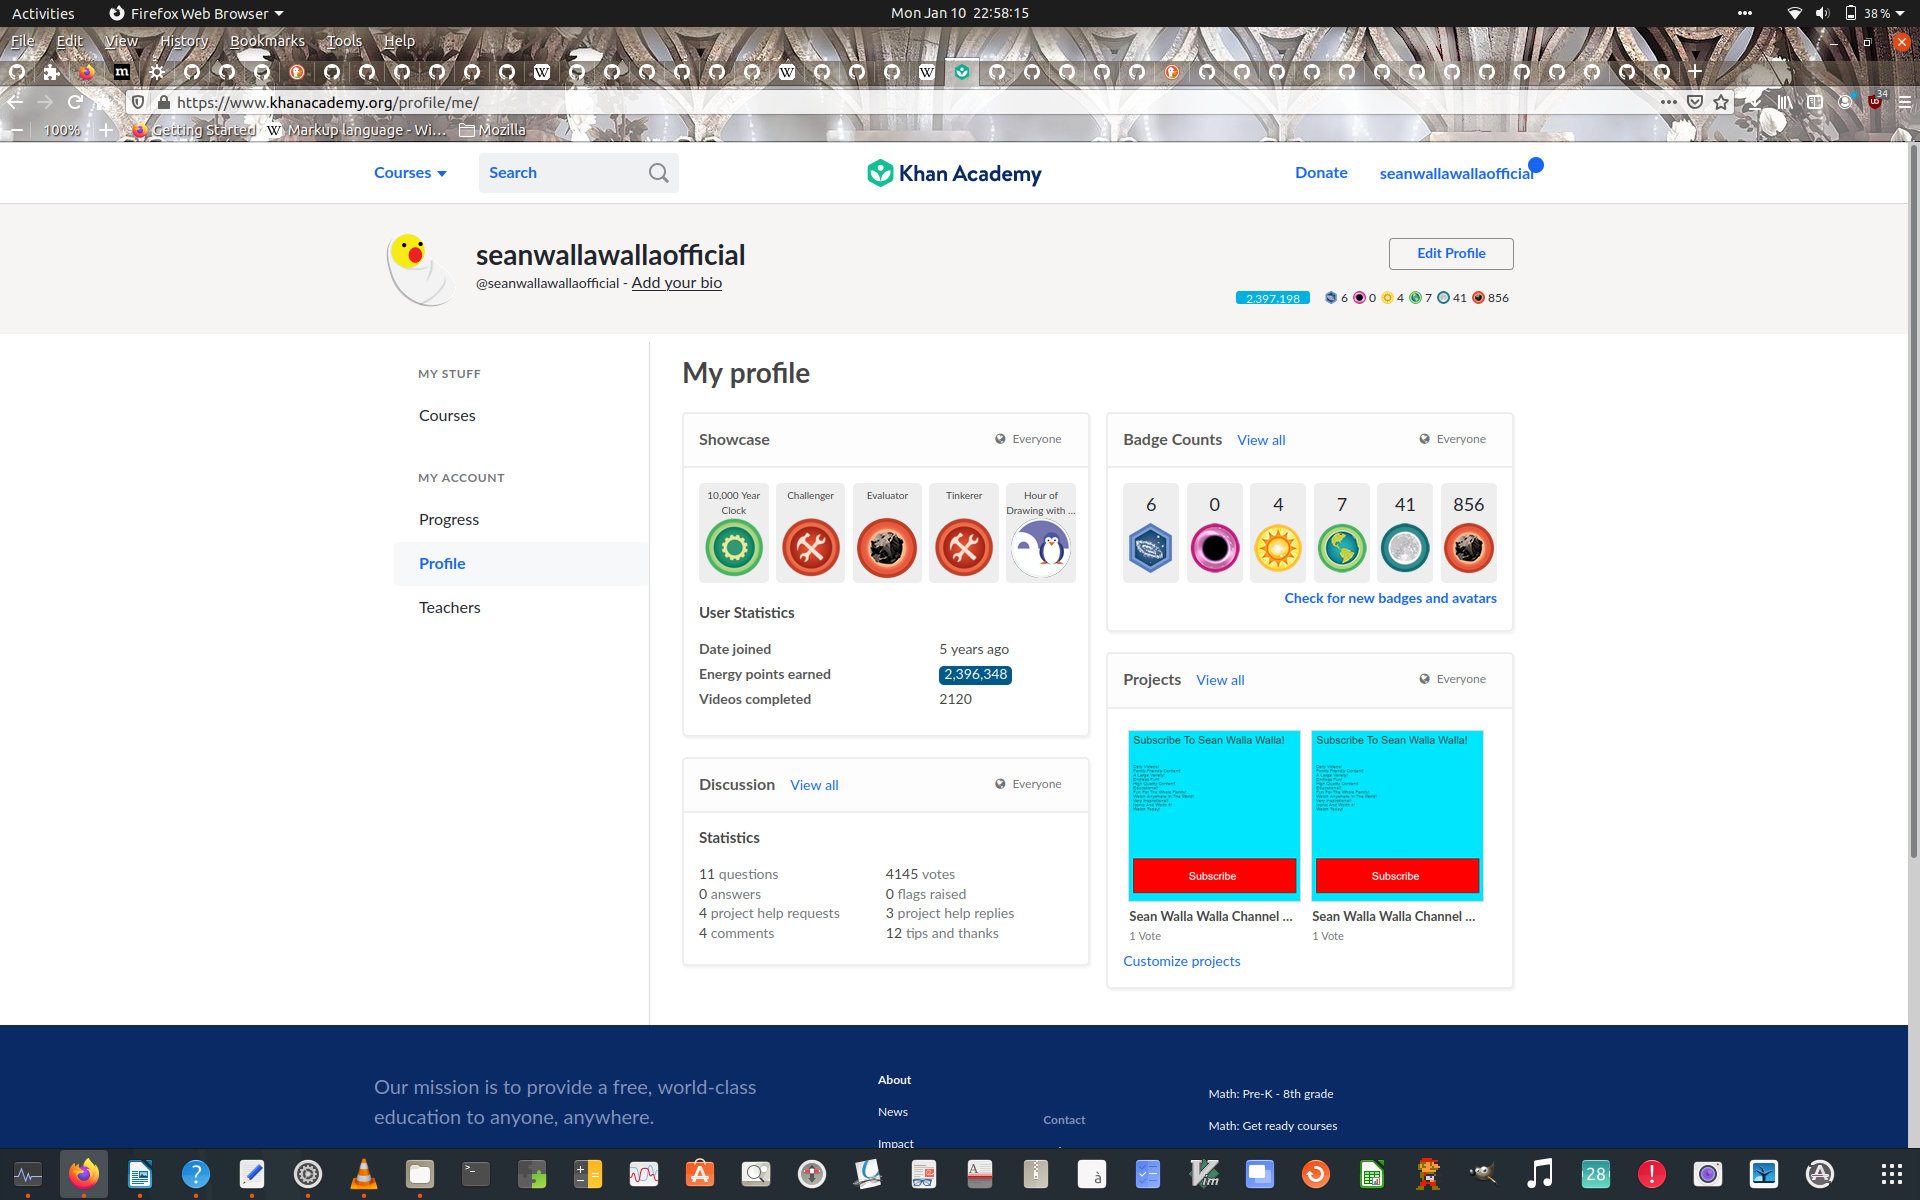 Activities
Firefox Web Browser
Mon Jan 10 22:58:15
38 %
File Edit View History Bookmarks Tools Help
https://www.khanacademy.org/profile/me/
34
100%
Getting Started
Markup language - Wi...
Mozilla
Courses
Search
Khan Academy
Donate
seanwallawallaofficial
seanwallawallaofficial
@seanwallawallaofficial - Add your bio
Edit Profile
2,397,198 6 0 4 7 41 856
MY STUFF
Courses
MY ACCOUNT
Progress
Profile
Teachers
My profile
Showcase
Everyone
10,000 Year Clock
Challenger
Evaluator
Tinkerer
Hour of Drawing with ...
User Statistics
Date joined 5 years ago
Energy points earned 2,396,348
Videos completed 2120
Discussion View all
Everyone
Statistics
11 questions 4145 votes
0 answers 0 flags raised
4 project help requests 3 project help replies
4 comments 12 tips and thanks
Badge Counts View all
Everyone
6 0 4 7 41 856
Check for new badges and avatars
Projects View all
Everyone
Subscribe To Sean Walla Walla!
Subscribe
Sean Walla Walla Channel ...
1 Vote
Subscribe To Sean Walla Walla!
Subscribe
Sean Walla Walla Channel ...
1 Vote
Customize projects
Our mission is to provide a free, world-class
education to anyone, anywhere.
About
News
Impact
Contact
Math: Pre-K - 8th grade
Math: Get ready courses
28